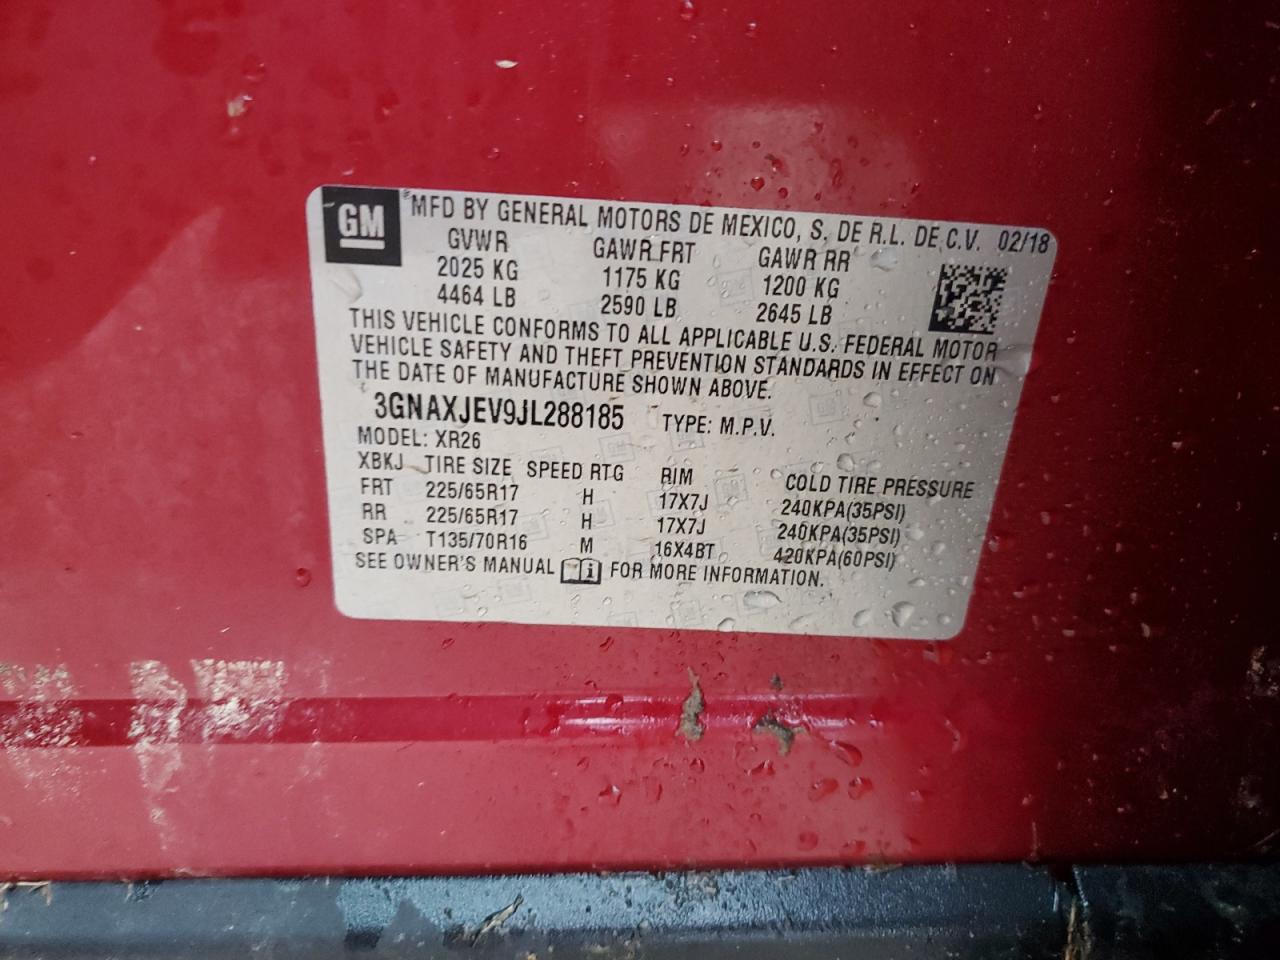 GM MFD BY GENERAL MOTORS DE MEXICO, S. DE R.L. DE C.V. 02/18
GVWR GAWR FRT GAWR RR
2025 KG 1175 KG 1200 KG
4464 LB 2590 LB 2645 LB
THIS VEHICLE CONFORMS TO ALL APPLICABLE U.S. FEDERAL MOTOR
VEHICLE SAFETY AND THEFT PREVENTION STANDARDS IN EFFECT ON
THE DATE OF MANUFACTURE SHOWN ABOVE.
3GNAXJEV9JL288185 TYPE: M.P.V.
MODEL: XR26
XBKJ TIRE SIZE SPEED RTG RIM COLD TIRE PRESSURE
FRT 225/65R17 H 17X7J 240KPA(35PSI)
RR 225/65R17 H 17X7J 240KPA(35PSI)
SPA T135/70R16 M 16X4BT 420KPA(60PSI)
SEE OWNER'S MANUAL i FOR MORE INFORMATION.